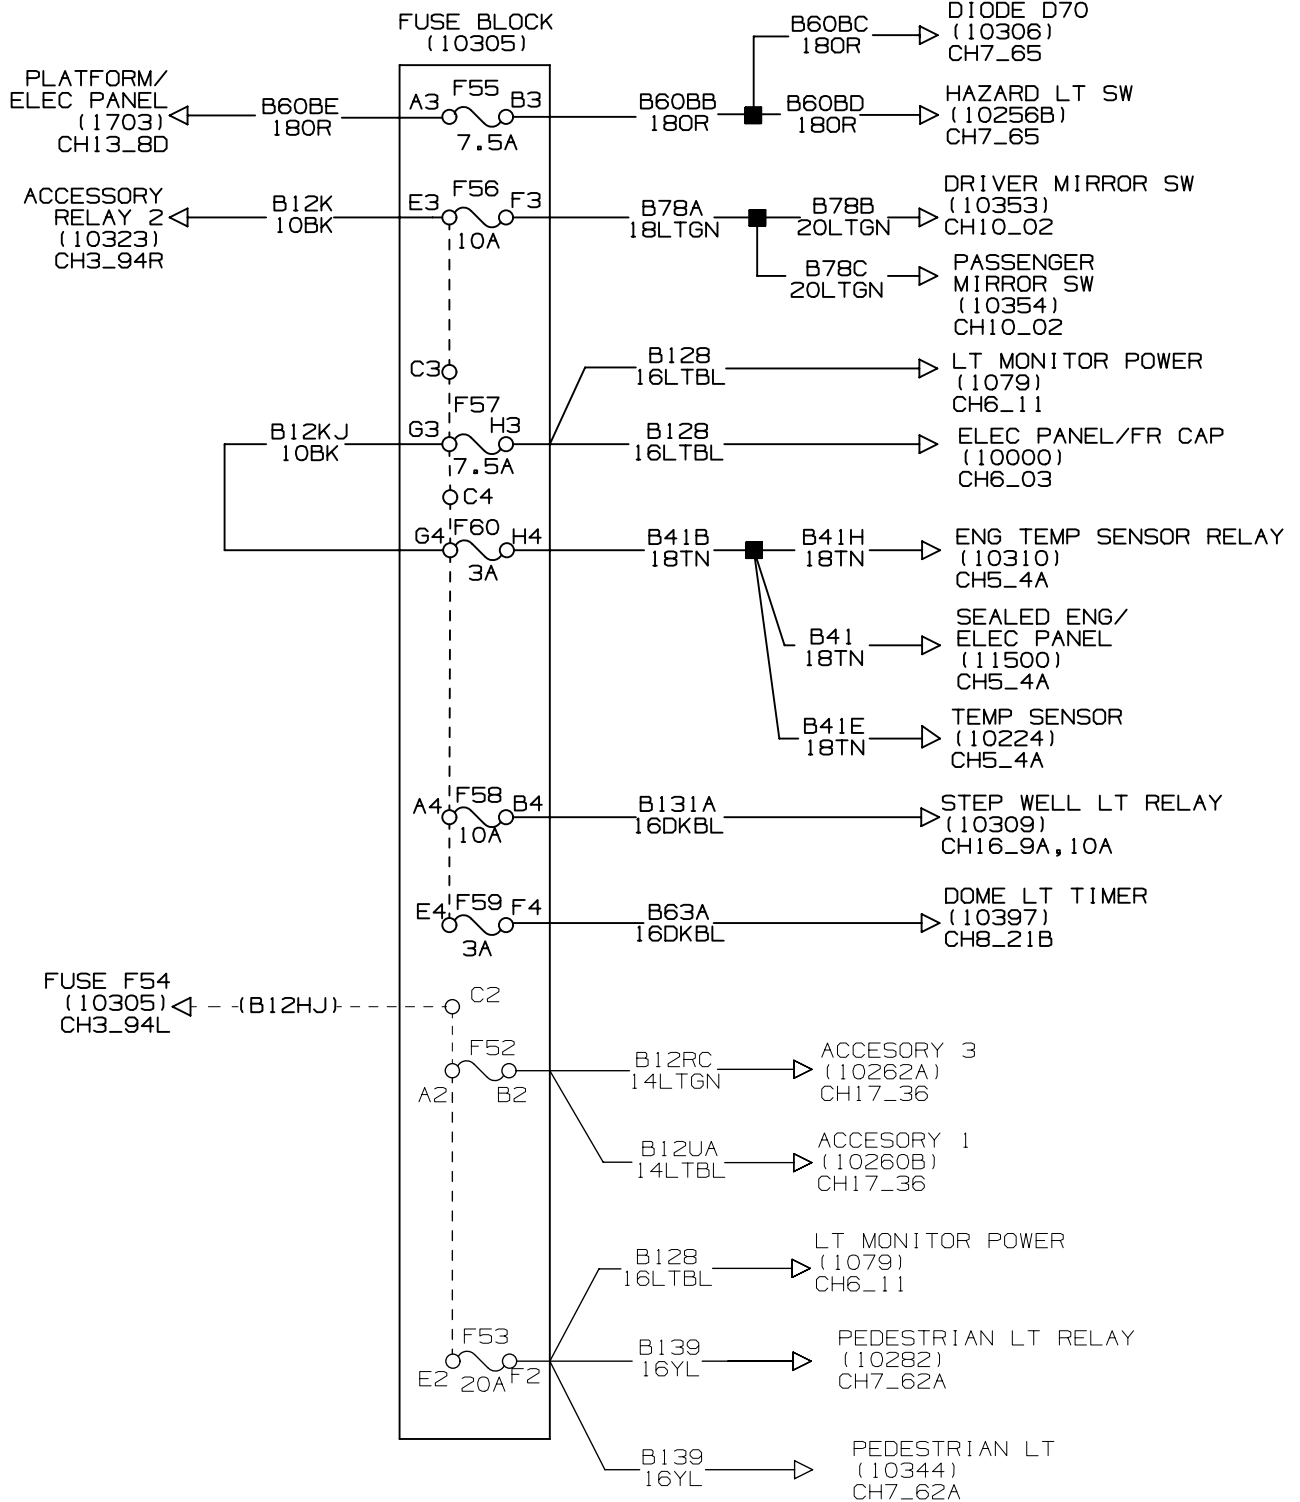 FUSE BLOCK
(10305)
PLATFORM/
ELEC PANEL
(1703)
CH13_8D
B60BE
18OR
A3
F55
B3
7.5A
B60BB
18OR
B60BC
18OR
DIODE D70
(10306)
CH7_65
B60BD
18OR
HAZARD LT SW
(10256B)
CH7_65
ACCESSORY
RELAY 2
(10323)
CH3_94R
B12K
10BK
E3
F56
F3
10A
B78A
18LTGN
B78B
20LTGN
DRIVER MIRROR SW
(10353)
CH10_02
B78C
20LTGN
PASSENGER
MIRROR SW
(10354)
CH10_02
C3
B128
16LTBL
LT MONITOR POWER
(1079)
CH6_11
B12KJ
10BK
G3
F57
H3
7.5A
B128
16LTBL
ELEC PANEL/FR CAP
(10000)
CH6_03
C4
G4
F60
H4
3A
B41B
18TN
B41H
18TN
ENG TEMP SENSOR RELAY
(10310)
CH5_4A
B41
18TN
SEALED ENG/
ELEC PANEL
(11500)
CH5_4A
B41E
18TN
TEMP SENSOR
(10224)
CH5_4A
A4
F58
B4
10A
B131A
16DKBL
STEP WELL LT RELAY
(10309)
CH16_9A,10A
E4
F59
F4
3A
B63A
16DKBL
DOME LT TIMER
(10397)
CH8_21B
FUSE F54
(10305)
CH3_94L
(B12HJ)
C2
F52
A2
B2
B12RC
14LTGN
ACCESORY 3
(10262A)
CH17_36
B12UA
14LTBL
ACCESORY 1
(10260B)
CH17_36
B128
16LTBL
LT MONITOR POWER
(1079)
CH6_11
F53
E2
20A
F2
B139
16YL
PEDESTRIAN LT RELAY
(10282)
CH7_62A
B139
16YL
PEDESTRIAN LT
(10344)
CH7_62A